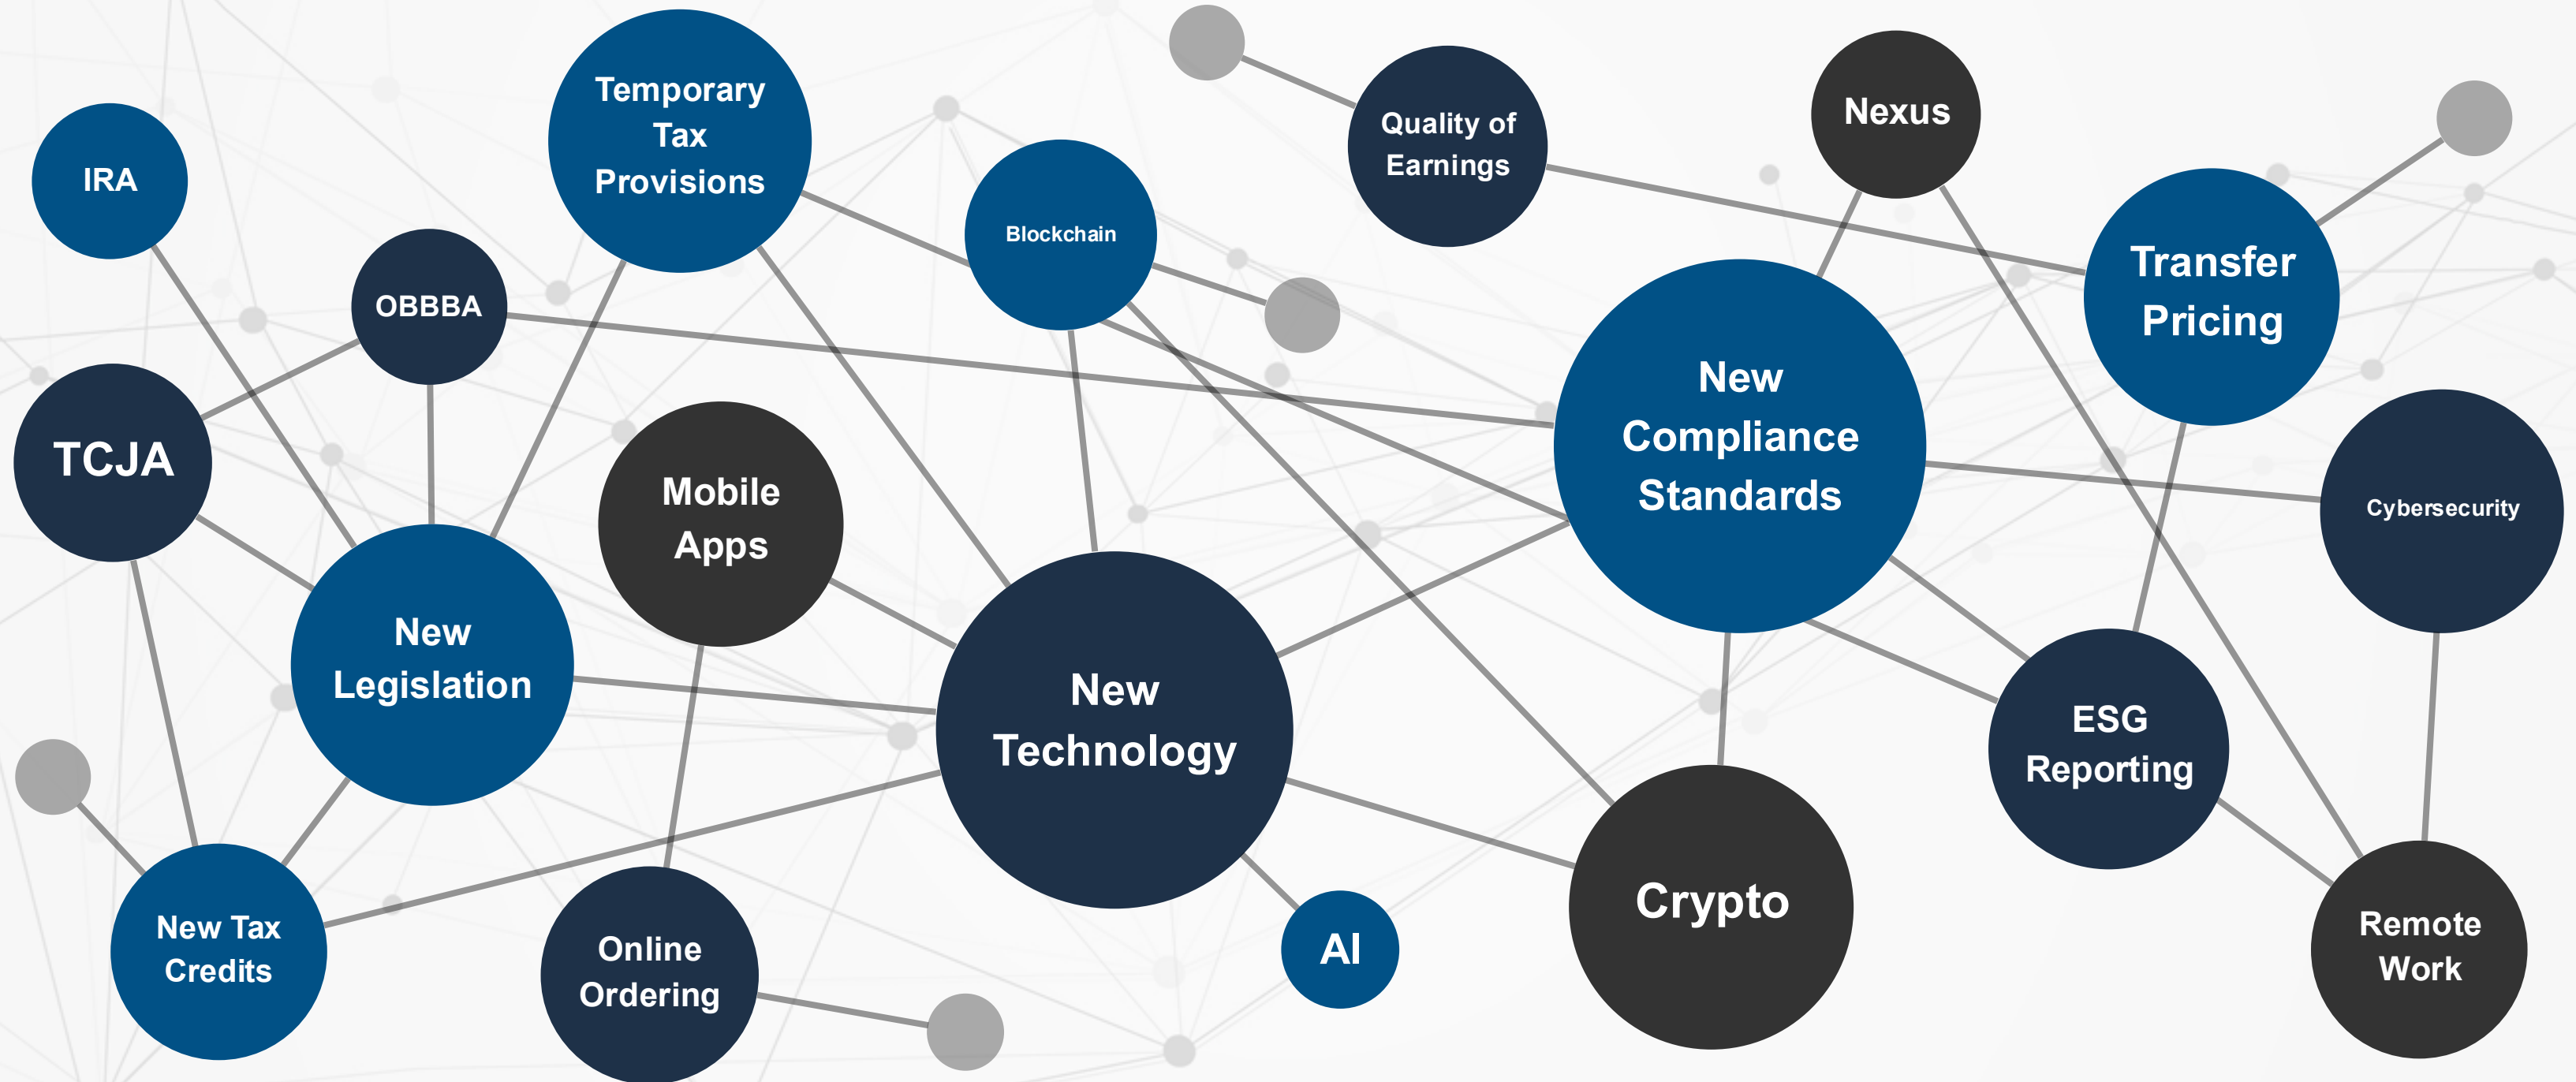 Temporary
Tax
Provisions
Quality of
Earnings
Nexus
IRA
Blockchain
Transfer
Pricing
OBBBA
TCJA
New
Compliance
Standards
Mobile
Apps
Cybersecurity
New
Legislation
New
Technology
ESG
Reporting
Crypto
New Tax
Credits
Online
Ordering
AI
Remote
Work